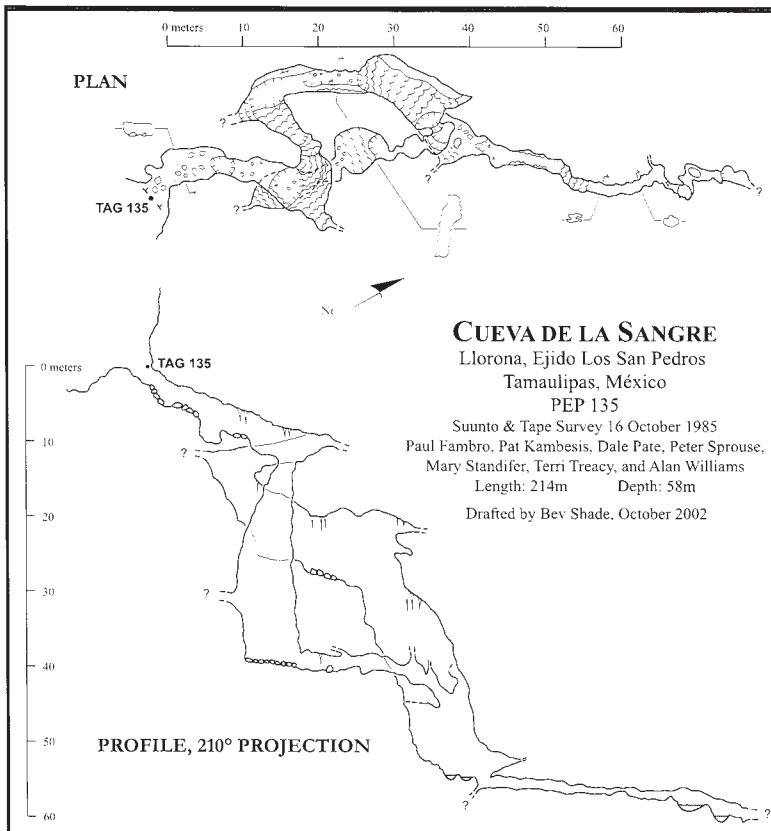 0 meters 10 20 30 40 50 60
PLAN
?
?
TAG 135
?
?
?
?
CUEVA DE LA SANGRE
Llorona, Ejido Los San Pedros
Tamaulipas, México
PEP 135
Suunto & Tape Survey 16 October 1985
Paul Fambro, Pat Kambesis, Dale Pate, Peter Sprouse,
Mary Standifer, Terri Treacy, and Alan Williams
Length: 214m Depth: 58m
Drafted by Bev Shade, October 2002
0 meters
TAG 135
10
?
?
20
?
30
?
40
50
PROFILE, 210° PROJECTION
60
?
?